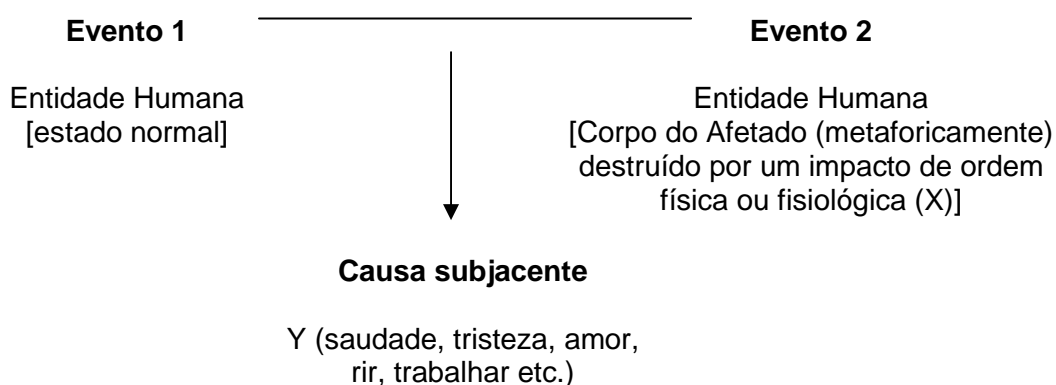 Evento 1
Evento 2
Entidade Humana
[estado normal]
Entidade Humana
[Corpo do Afetado (metaforicamente)
destruído por um impacto de ordem
física ou fisiológica (X)]
Causa subjacente
Y (saudade, tristeza, amor,
rir, trabalhar etc.)